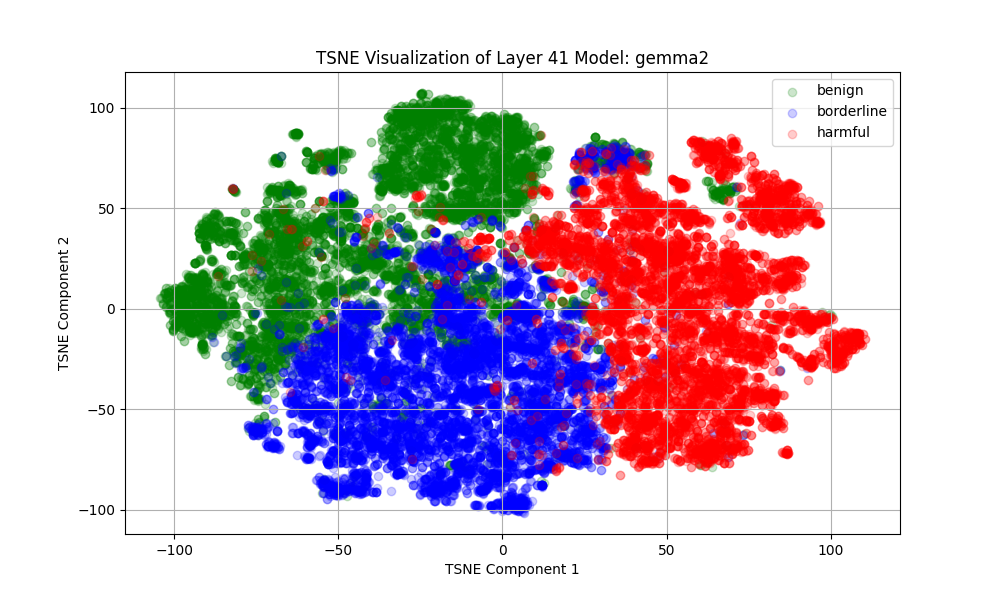 TSNE Visualization of Layer 41 Model: gemma2
benign
borderline
harmful
100
50
0
−50
−100
TSNE Component 2
−100
−50
0
50
100
TSNE Component 1